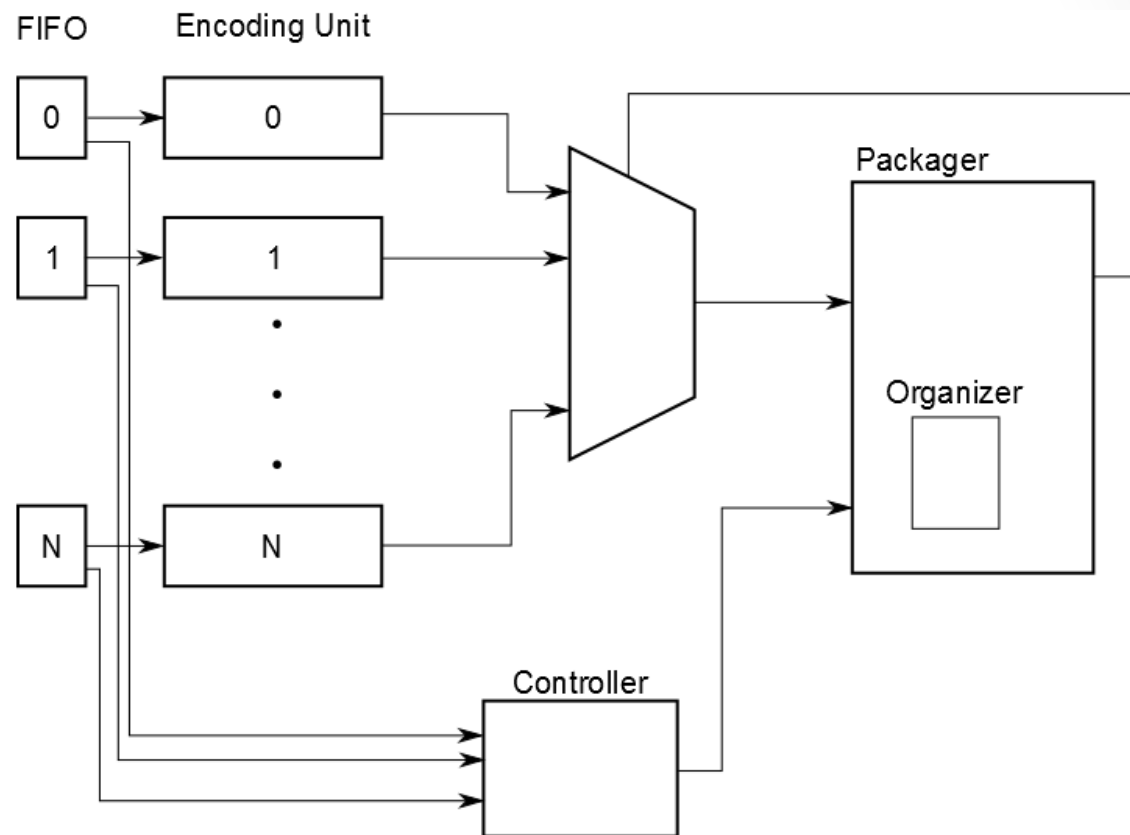 FIFO
Encoding Unit
0
0
Packager
1
1
Organizer
N
N
Controller